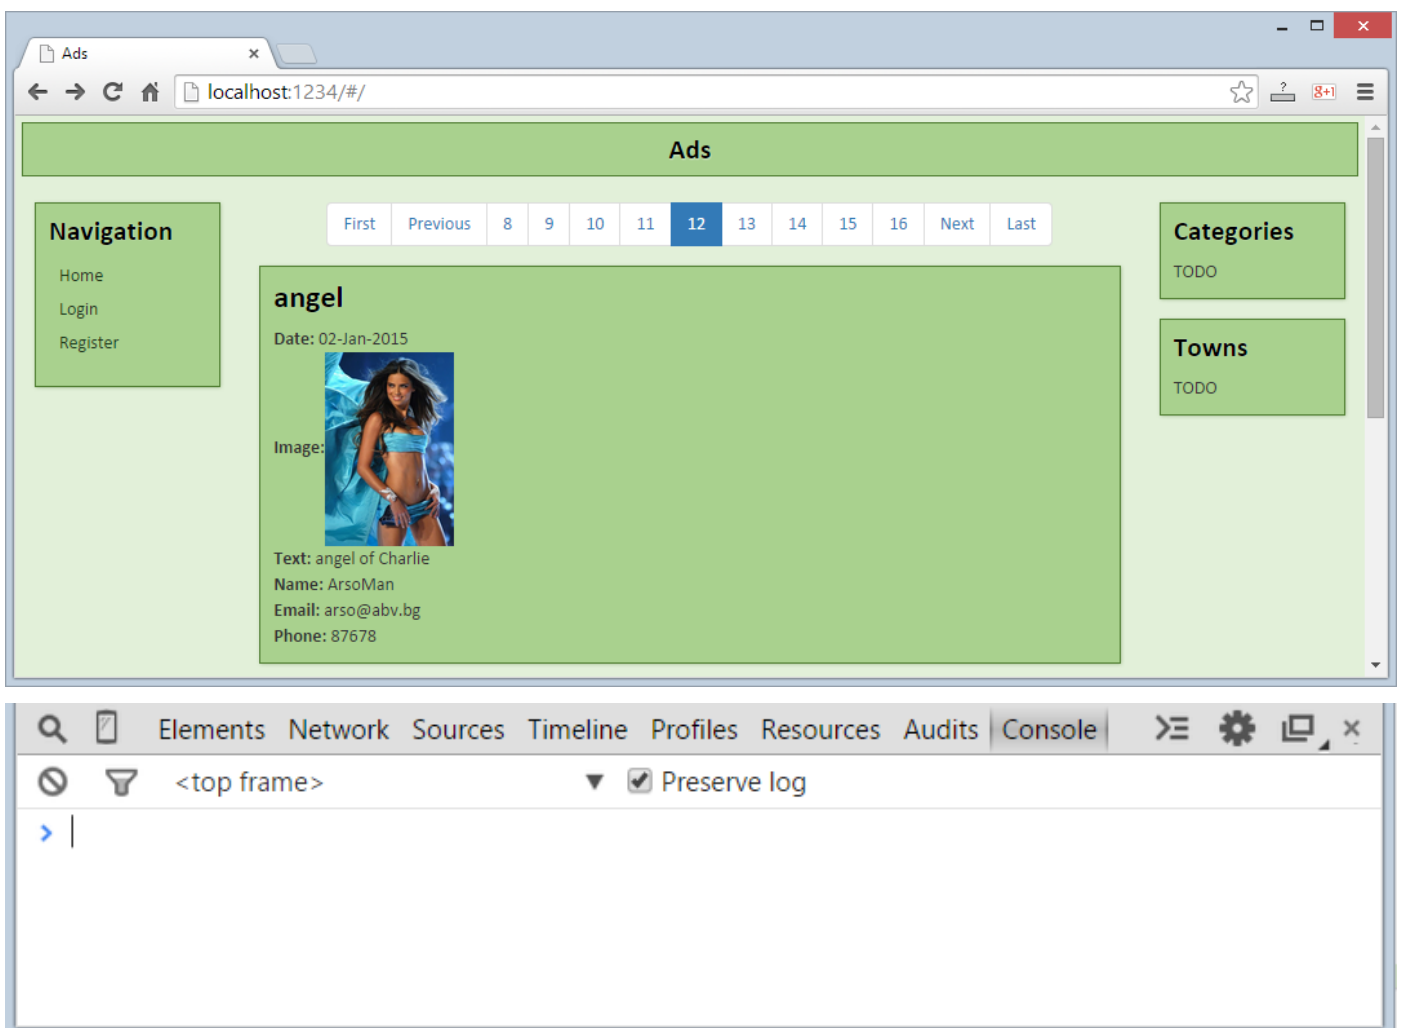 Ads
localhost:1234/#/
?
g+1
Ads
Navigation
Home
Login
Register
First Previous 8 9 10 11 12 13 14 15 16 Next Last
angel
Date: 02-Jan-2015
Image:
Text: angel of Charlie
Name: ArsoMan
Email: arso@abv.bg
Phone: 87678
Categories
TODO
Towns
TODO
Elements Network Sources Timeline Profiles Resources Audits Console
<top frame> Preserve log